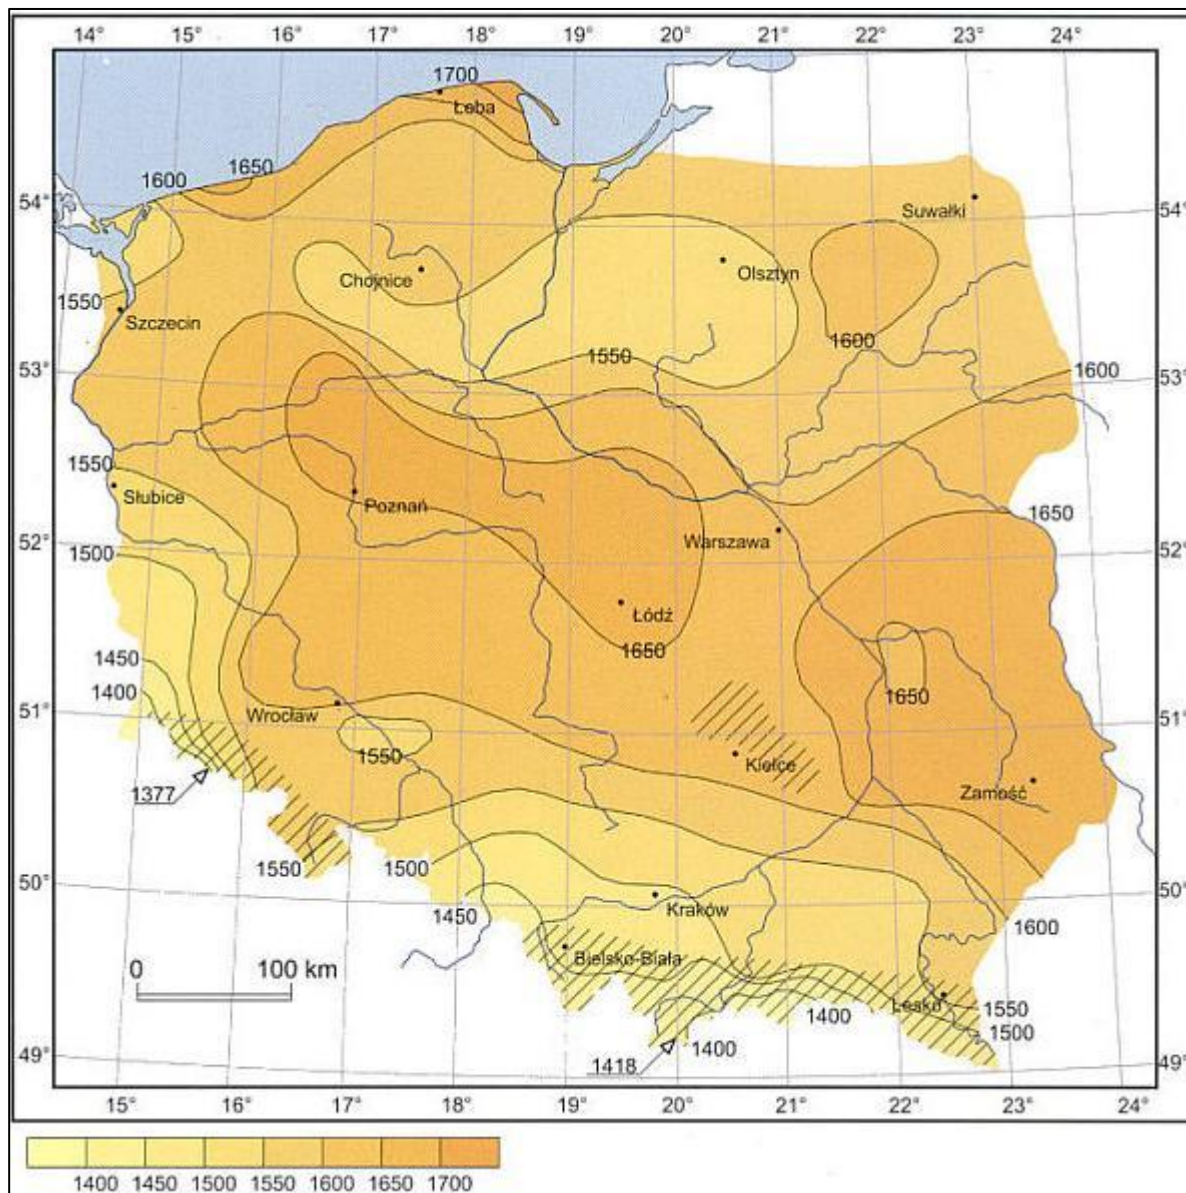 14° 15° 16° 17° 18° 19° 20° 21° 22° 23° 24°
1700
Łeba
1650
1600
54° 54°
Suwałki
Chojnice Olsztyn
1550
Szczecin
1600
1550
53° 1600 53°
1550
Słubice
Poznań
1650
Warszawa
1500 52° 52°
Łódź
1650
1450
1650
1400
51° Wrocław 51°
1550
Kielce
1377 Zamość
1550 1500
50° 50°
Kraków
1450
1600
Bielsko-Biała
0 100 km
Lesko 1550
1400
1500
1400
1418
49° 49°
15° 16° 17° 18° 19° 20° 21° 22° 23° 24°
1400 1450 1500 1550 1600 1650 1700